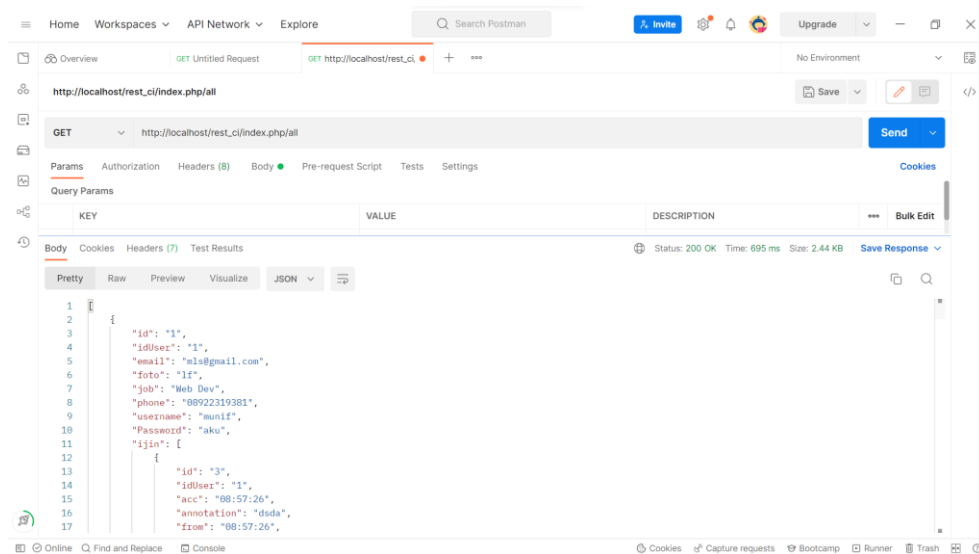 Home Workspaces API Network Explore Search Postman Invite Upgrade
Overview GET Untitled Request GET http://localhost/rest_ci, No Environment
http://localhost/rest_ci/index.php/all Save
GET http://localhost/rest_ci/index.php/all Send
Params Authorization Headers (8) Body Pre-request Script Tests Settings Cookies
Query Params
KEY VALUE DESCRIPTION Bulk Edit
Body Cookies Headers (7) Test Results Status: 200 OK Time: 695 ms Size: 2.44 KB Save Response
Pretty Raw Preview Visualize JSON
1 [
2 {
3 "id": "1",
4 "idUser": "1",
5 "email": "mls@gmail.com",
6 "foto": "lf",
7 "job": "Web Dev",
8 "phone": "08922319381",
9 "username": "munif",
10 "Password": "aku",
11 "ijin": [
12 {
13 "id": "3",
14 "idUser": "1",
15 "acc": "08:57:26",
16 "annotation": "dsda",
17 "from": "08:57:26",
Online Find and Replace Console Cookies Capture requests Bootcamp Runner Trash